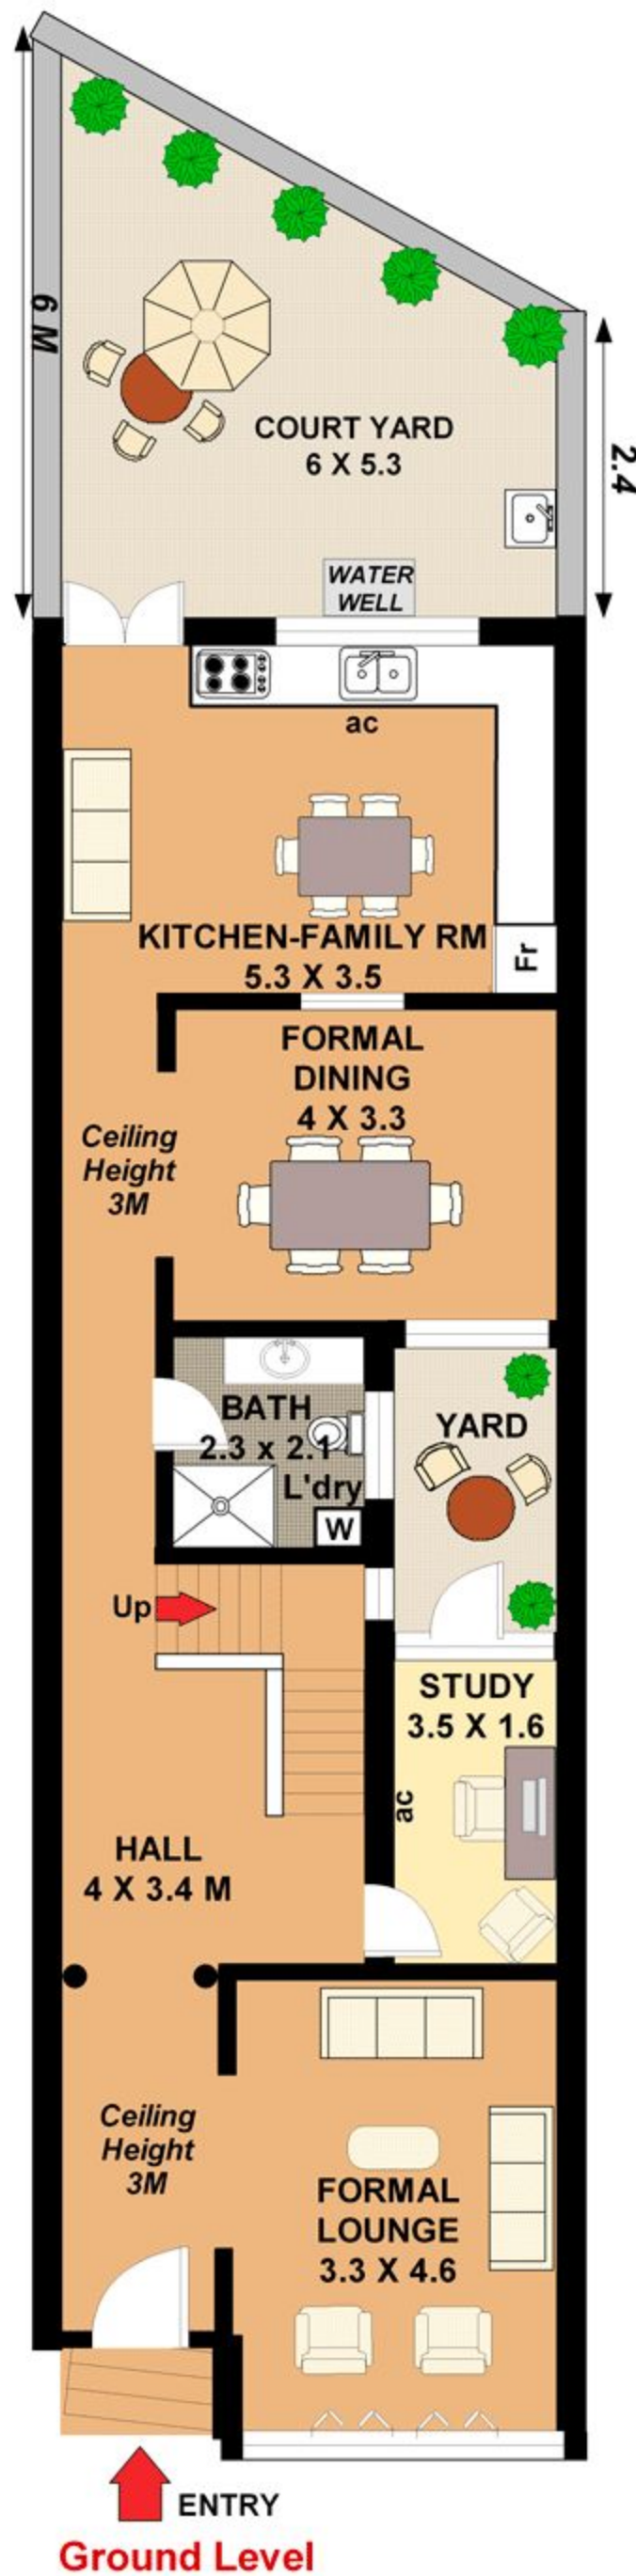 6 M
2.4
COURT YARD
6 X 5.3
WATER
WELL
ac
KITCHEN-FAMILY RM
5.3 X 3.5
Fr
FORMAL
DINING
4 X 3.3
Ceiling
Height
3M
BATH
2.3 x 2.1
L'dry
W
YARD
Up
STUDY
3.5 X 1.6
ac
HALL
4 X 3.4 M
Ceiling
Height
3M
FORMAL
LOUNGE
3.3 X 4.6
ENTRY
Ground Level